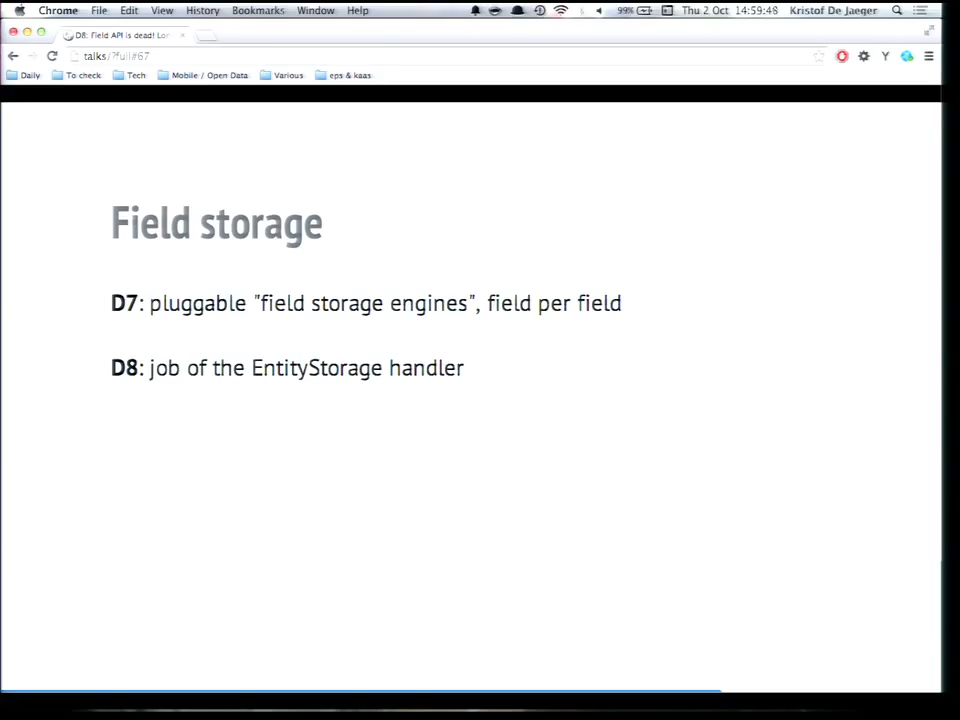 Chrome File Edit View History Bookmarks Window Help 99% Thu 2 Oct 14:59:48 Kristof De Jaeger
D8: Field API is dead! Lon
talks/?full#67
Daily To check Tech Mobile / Open Data Various eps & kaas
Field storage
D7: pluggable "field storage engines", field per field
D8: job of the EntityStorage handler